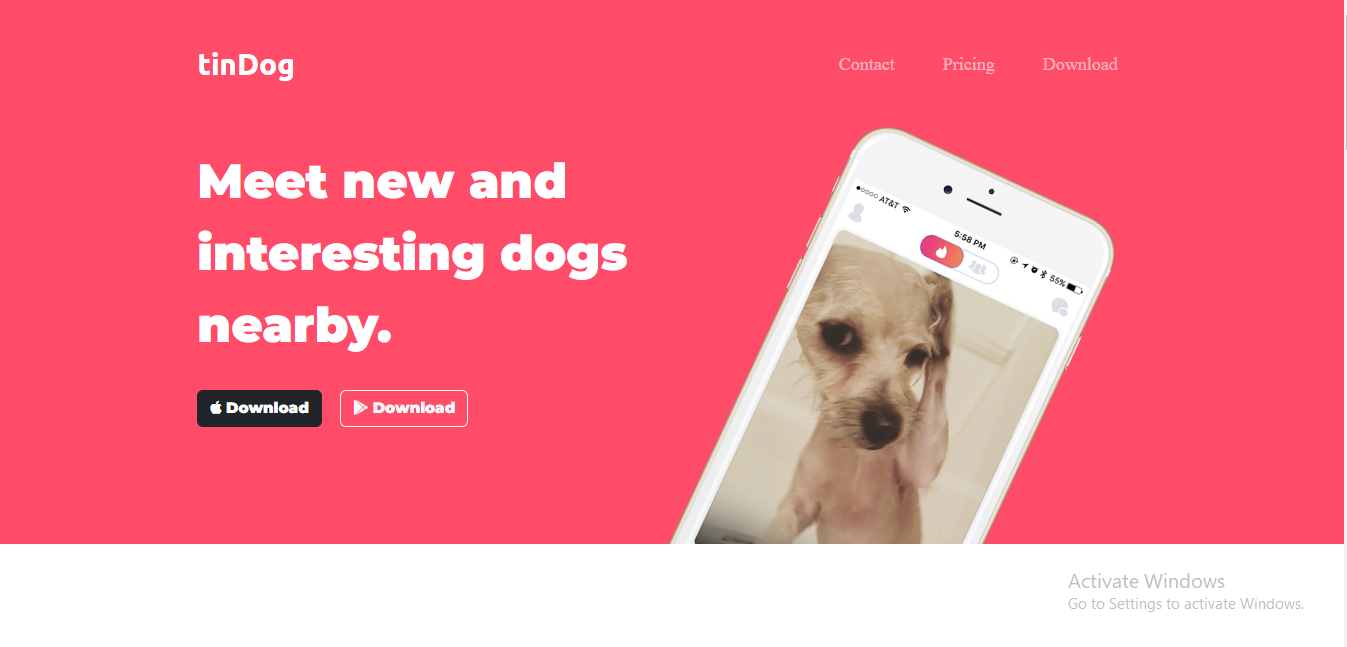 tinDog
Contact Pricing Download
Meet new and
interesting dogs
nearby.
Download Download
AT&T
5:58 PM
55%
Activate Windows
Go to Settings to activate Windows.